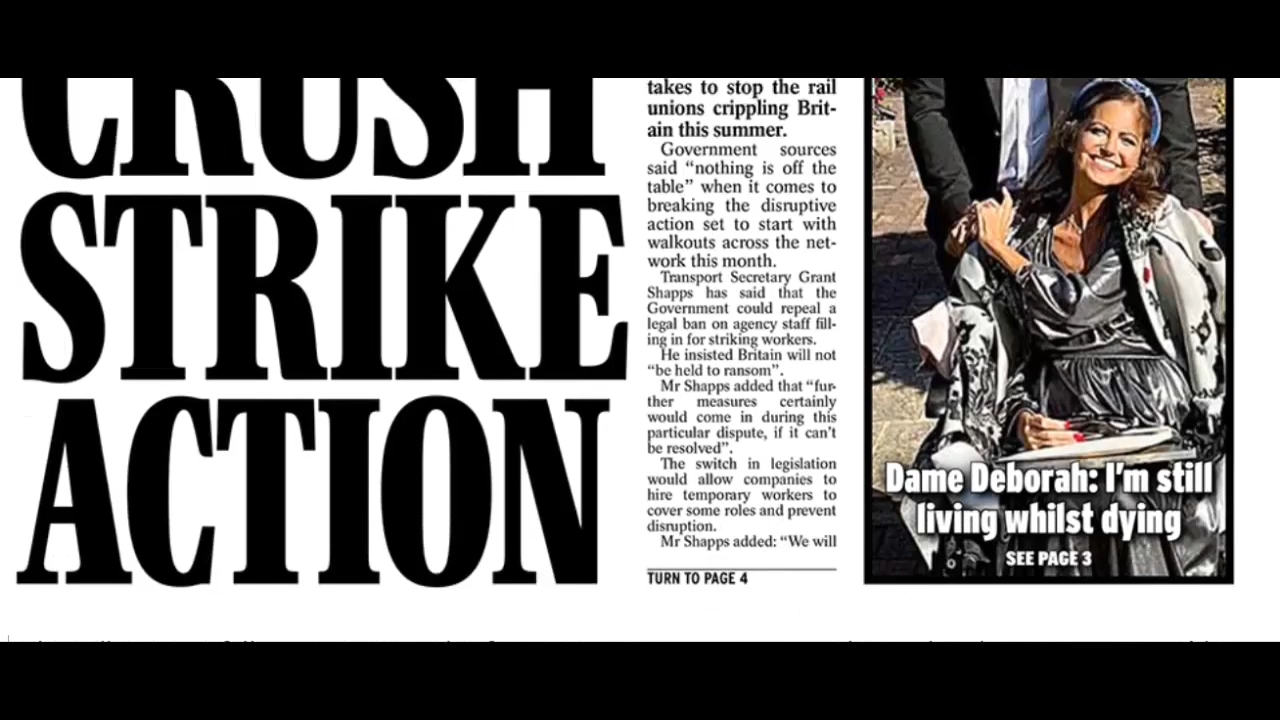 CRUSH
STRIKE
ACTION
takes to stop the rail
unions crippling Brit-
ain this summer.
Government sources
said “nothing is off the
table” when it comes to
breaking the disruptive
action set to start with
walkouts across the net-
work this month.
Transport Secretary Grant
Shapps has said that the
Government could repeal a
legal ban on agency staff fill-
ing in for striking workers.
He insisted Britain will not
“be held to ransom”.
Mr Shapps added that “fur-
ther measures certainly
would come in during this
particular dispute, if it can’t
be resolved”.
The switch in legislation
would allow companies to
hire temporary workers to
cover some roles and prevent
disruption.
Mr Shapps added: “We will
TURN TO PAGE 4
Dame Deborah: I’m still
living whilst dying
SEE PAGE 3